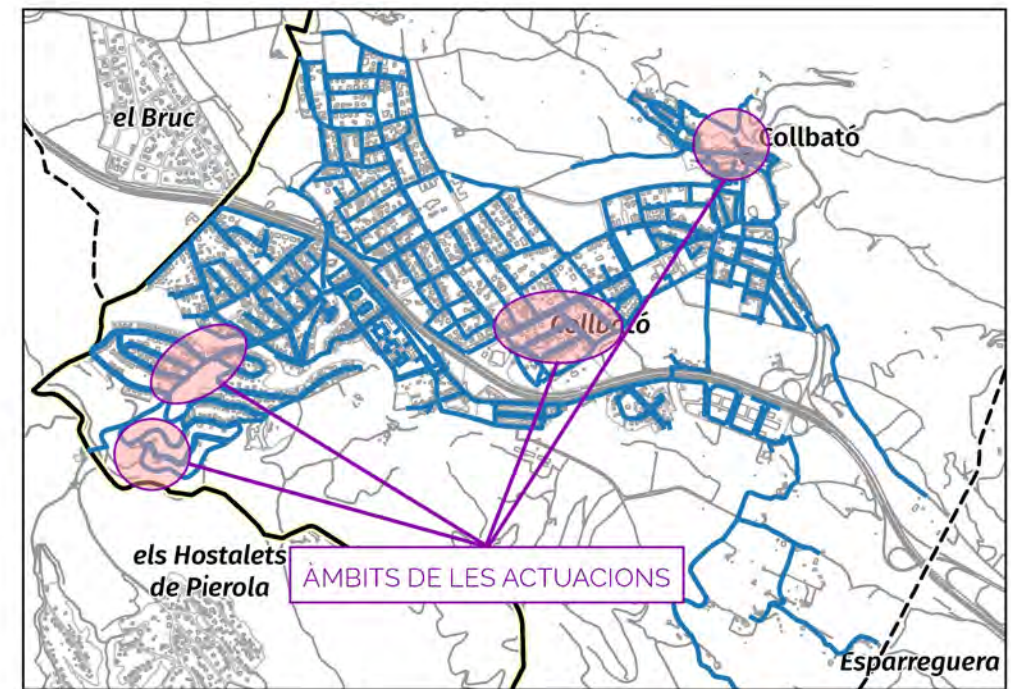 el Bruc
Collbató
Collbató
els Hostalets
de Pierola
ÀMBITS DE LES ACTUACIONS
Esparreguera